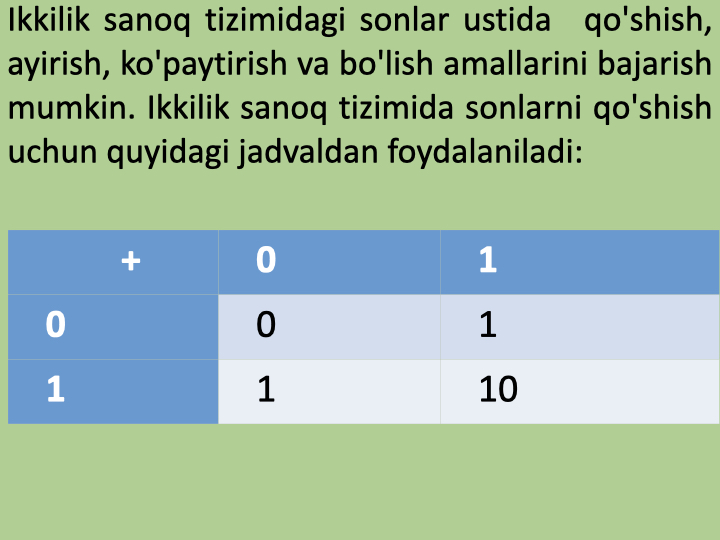 Ikkilik sanoq tizimidagi sonlar ustida qo'shish,
ayirish, ko'paytirish va bo'lish amallarini bajarish
mumkin. Ikkilik sanoq tizimida sonlarni qo'shish
uchun quyidagi jadvaldan foydalaniladi:
+ 0 1
0 0 1
1 1 10